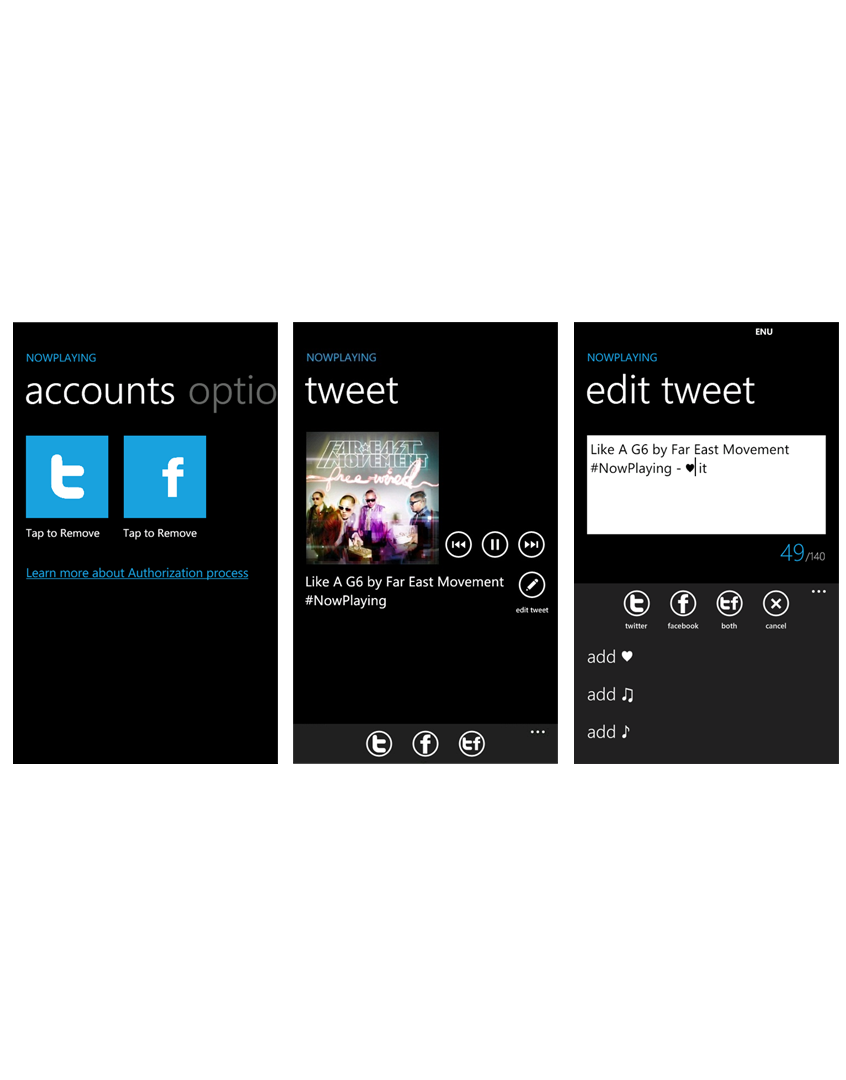 NOWPLAYING
accounts optio
Tap to Remove
Tap to Remove
Learn more about Authorization process
NOWPLAYING
tweet
FAR★EAST
MOVEMENT
free wired
Like A G6 by Far East Movement
#NowPlaying
edit tweet
ENU
NOWPLAYING
edit tweet
Like A G6 by Far East Movement
#NowPlaying - ♥ it
49/140
twitter
facebook
both
cancel
add ♥
add ♫
add ♪